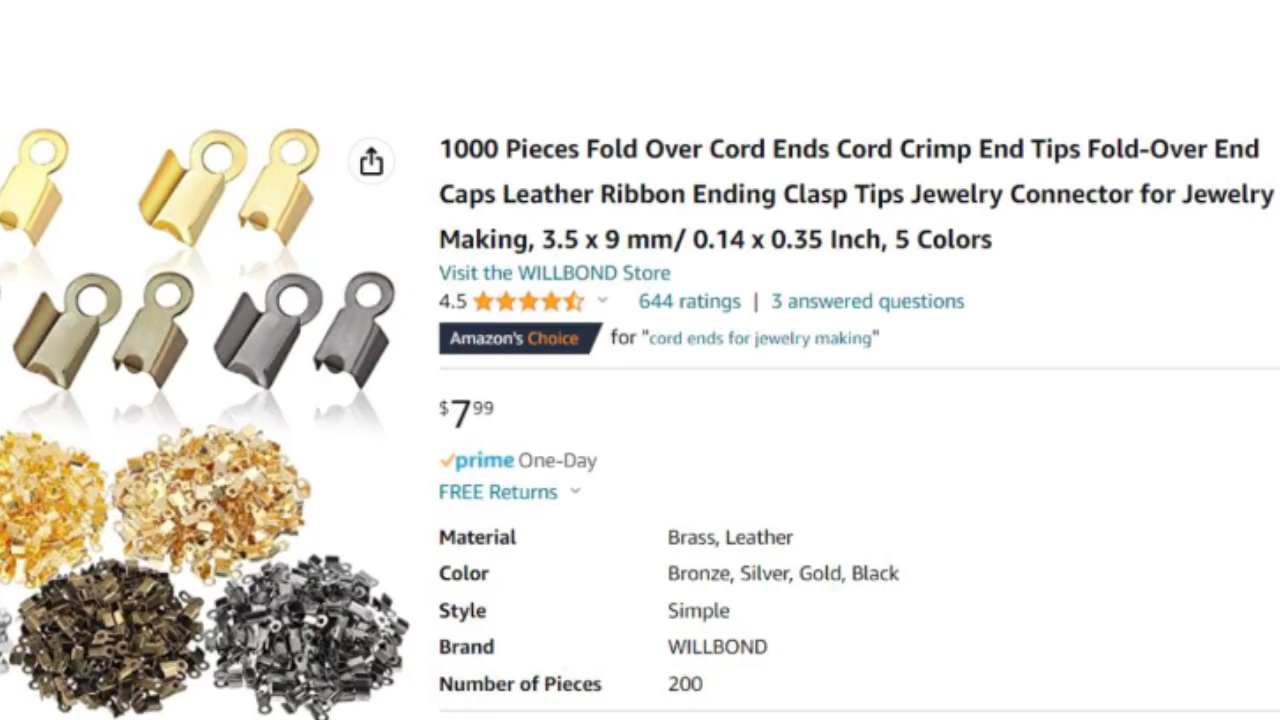 1000 Pieces Fold Over Cord Ends Cord Crimp End Tips Fold-Over End
Caps Leather Ribbon Ending Clasp Tips Jewelry Connector for Jewelry
Making, 3.5 x 9 mm/ 0.14 x 0.35 Inch, 5 Colors
Visit the WILLBOND Store
4.5 644 ratings | 3 answered questions
Amazon's Choice for "cord ends for jewelry making"
$7.99
prime One-Day
FREE Returns
Material Brass, Leather
Color Bronze, Silver, Gold, Black
Style Simple
Brand WILLBOND
Number of Pieces 200